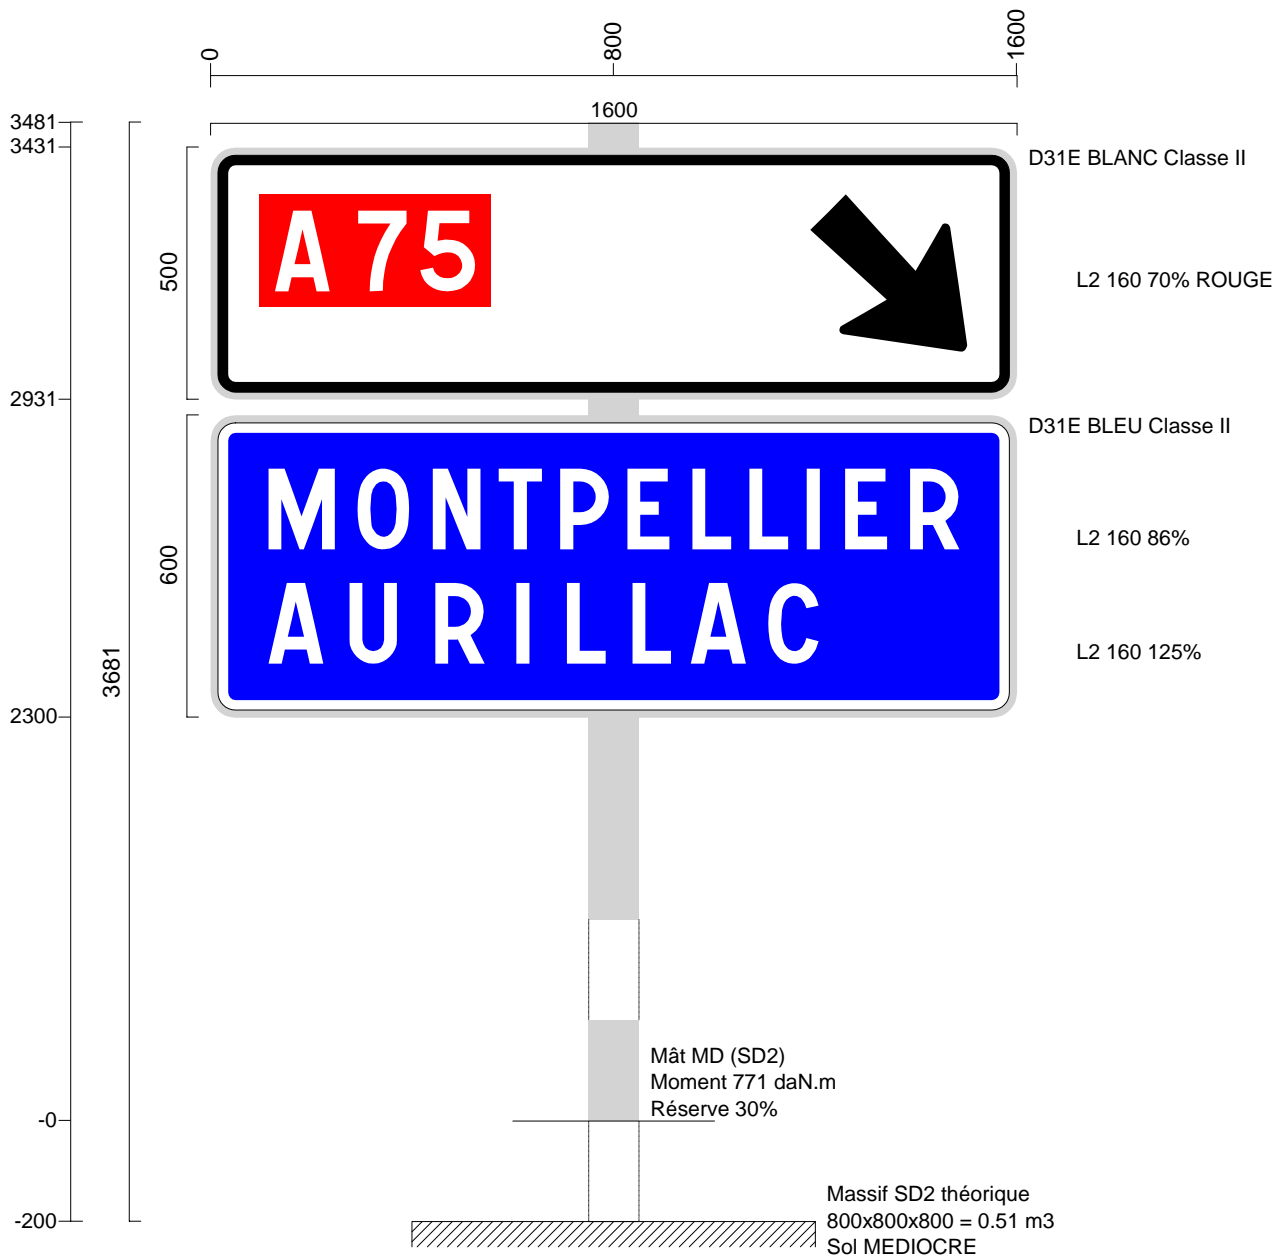 0
800
1600
1600
3481
3431
D31E BLANC Classe II
A 75
500
L2 160 70% ROUGE
2931
D31E BLEU Classe II
MONTPELLIER
L2 160 86%
600
AURILLAC
L2 160 125%
3681
2300
Mât MD (SD2)
Moment 771 daN.m
Réserve 30%
-0
Massif SD2 théorique
800x800x800 = 0.51 m3
Sol MEDIOCRE
-200